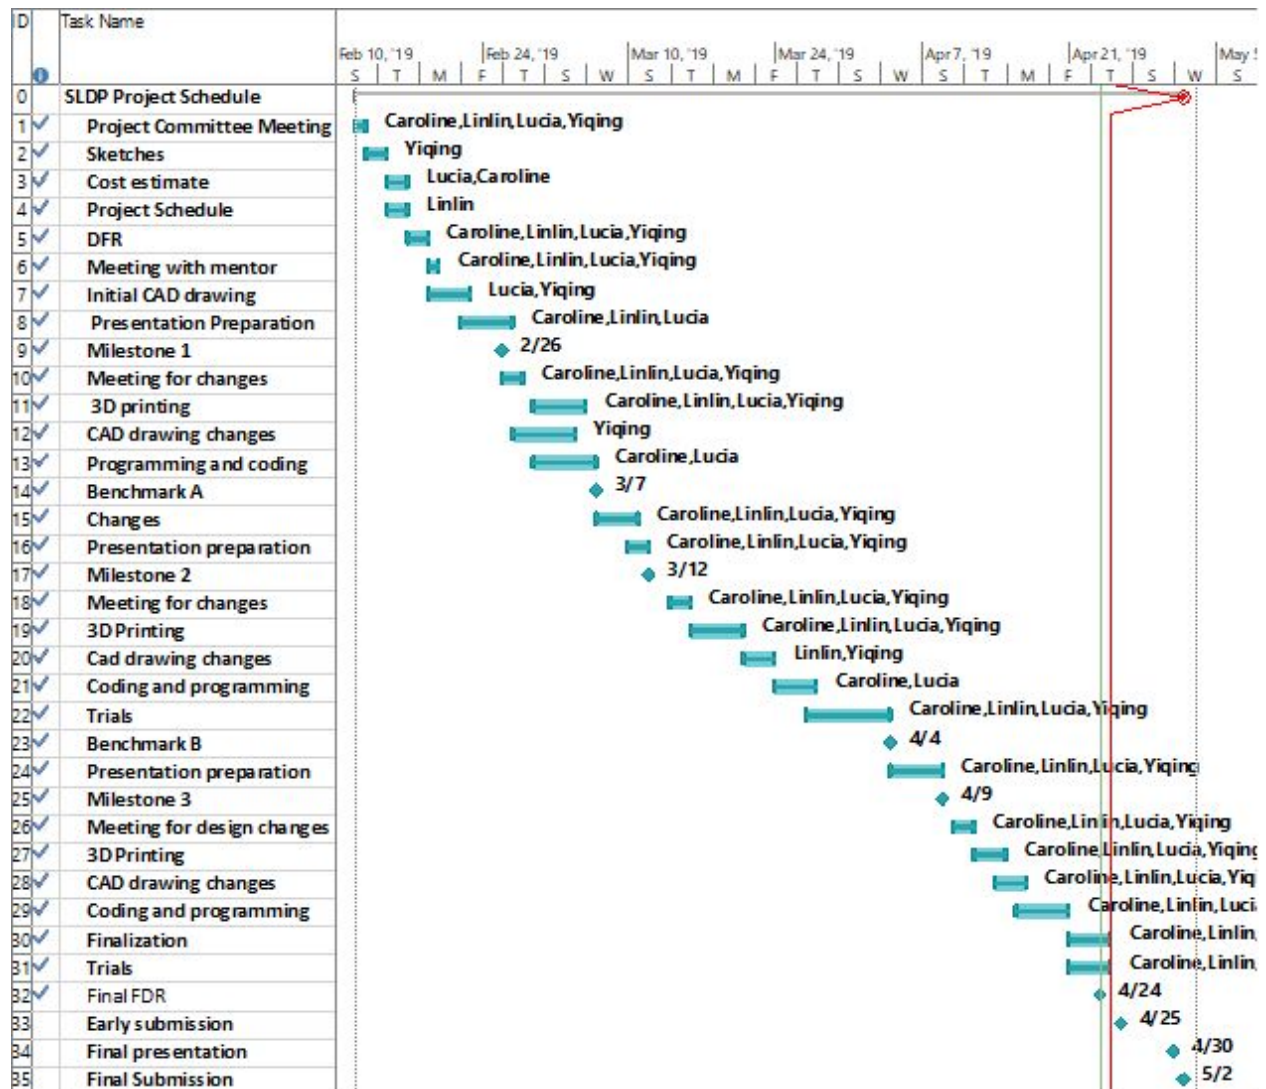 ID Task Name
Feb 10, '19 Feb 24, '19 Mar 10, '19 Mar 24, '19 Apr 7, '19 Apr 21, '19 May 5
S T M F T S W S T M F T S W S T M F T S W S
0 SLDP Project Schedule
1 Project Committee Meeting Caroline,Linlin,Lucia,Yiqing
2 Sketches Yiqing
3 Cost estimate Lucia,Caroline
4 Project Schedule Linlin
5 DFR Caroline,Linlin,Lucia,Yiqing
6 Meeting with mentor Caroline,Linlin,Lucia,Yiqing
7 Initial CAD drawing Lucia,Yiqing
8 Presentation Preparation Caroline,Linlin,Lucia
9 Milestone 1 2/26
10 Meeting for changes Caroline,Linlin,Lucia,Yiqing
11 3D printing Caroline,Linlin,Lucia,Yiqing
12 CAD drawing changes Yiqing
13 Programming and coding Caroline,Lucia
14 Benchmark A 3/7
15 Changes Caroline,Linlin,Lucia,Yiqing
16 Presentation preparation Caroline,Linlin,Lucia,Yiqing
17 Milestone 2 3/12
18 Meeting for changes Caroline,Linlin,Lucia,Yiqing
19 3D Printing Caroline,Linlin,Lucia,Yiqing
20 Cad drawing changes Linlin,Yiqing
21 Coding and programming Caroline,Lucia
22 Trials Caroline,Linlin,Lucia,Yiqing
23 Benchmark B 4/4
24 Presentation preparation Caroline,Linlin,Lucia,Yiqing
25 Milestone 3 4/9
26 Meeting for design changes Caroline,Linlin,Lucia,Yiqing
27 3D Printing Caroline,Linlin,Lucia,Yiqing
28 CAD drawing changes Caroline,Linlin,Lucia,Yiq
29 Coding and programming Caroline,Linlin,Luci
30 Finalization Caroline,Linlin,
31 Trials Caroline,Linlin,
32 Final FDR 4/24
33 Early submission 4/25
34 Final presentation 4/30
35 Final Submission 5/2